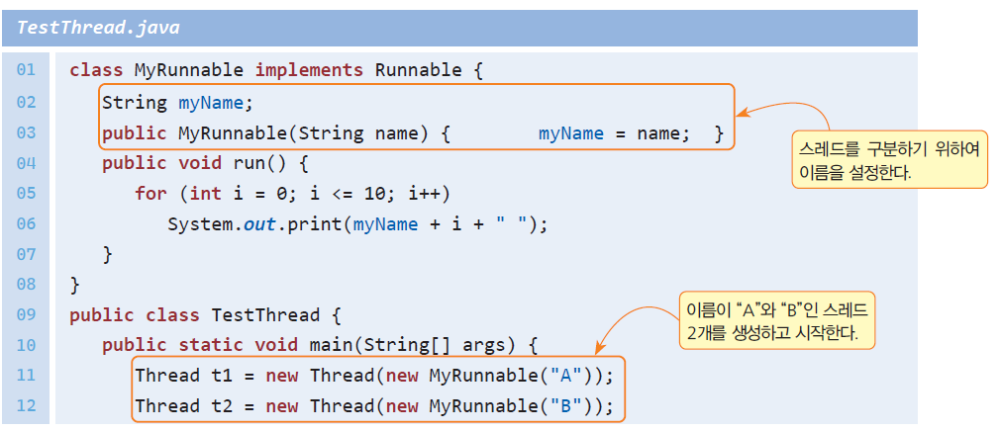 TestThread.java
01 class MyRunnable implements Runnable {
02 String myName;
03 public MyRunnable(String name) { myName = name; }
스레드를 구분하기 위하여
이름을 설정한다.
04 public void run() {
05 for (int i = 0; i <= 10; i++)
06 System.out.print(myName + i + " ");
07 }
08 }
09 public class TestThread {
이름이 “A”와 “B”인 스레드
2개를 생성하고 시작한다.
10 public static void main(String[] args) {
11 Thread t1 = new Thread(new MyRunnable("A"));
12 Thread t2 = new Thread(new MyRunnable("B"));